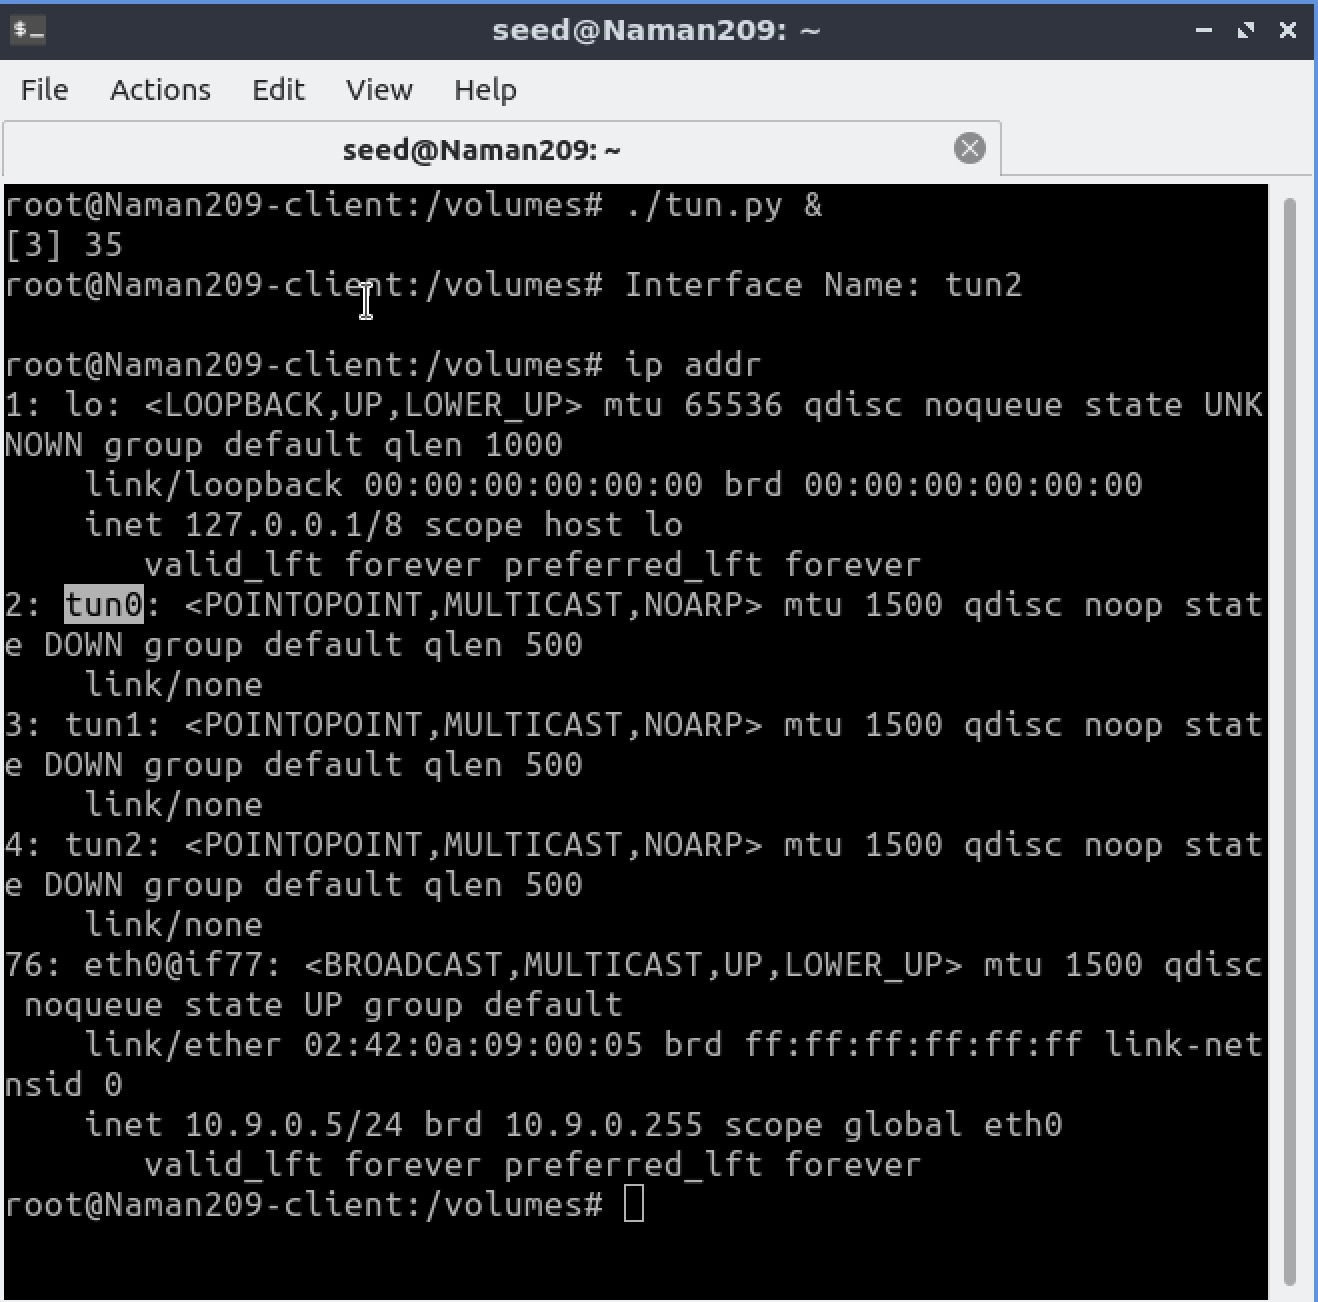 $_
seed@Naman209: ~
File Actions Edit View Help
seed@Naman209: ~
root@Naman209-client:/volumes# ./tun.py &
[3] 35
root@Naman209-client:/volumes# Interface Name: tun2
root@Naman209-client:/volumes# ip addr
1: lo: <LOOPBACK,UP,LOWER_UP> mtu 65536 qdisc noqueue state UNK
NOWN group default qlen 1000
    link/loopback 00:00:00:00:00:00 brd 00:00:00:00:00:00
    inet 127.0.0.1/8 scope host lo
       valid_lft forever preferred_lft forever
2: tun0: <POINTOPOINT,MULTICAST,NOARP> mtu 1500 qdisc noop stat
e DOWN group default qlen 500
    link/none
3: tun1: <POINTOPOINT,MULTICAST,NOARP> mtu 1500 qdisc noop stat
e DOWN group default qlen 500
    link/none
4: tun2: <POINTOPOINT,MULTICAST,NOARP> mtu 1500 qdisc noop stat
e DOWN group default qlen 500
    link/none
76: eth0@if77: <BROADCAST,MULTICAST,UP,LOWER_UP> mtu 1500 qdisc
 noqueue state UP group default
    link/ether 02:42:0a:09:00:05 brd ff:ff:ff:ff:ff:ff link-net
nsid 0
    inet 10.9.0.5/24 brd 10.9.0.255 scope global eth0
       valid_lft forever preferred_lft forever
root@Naman209-client:/volumes#